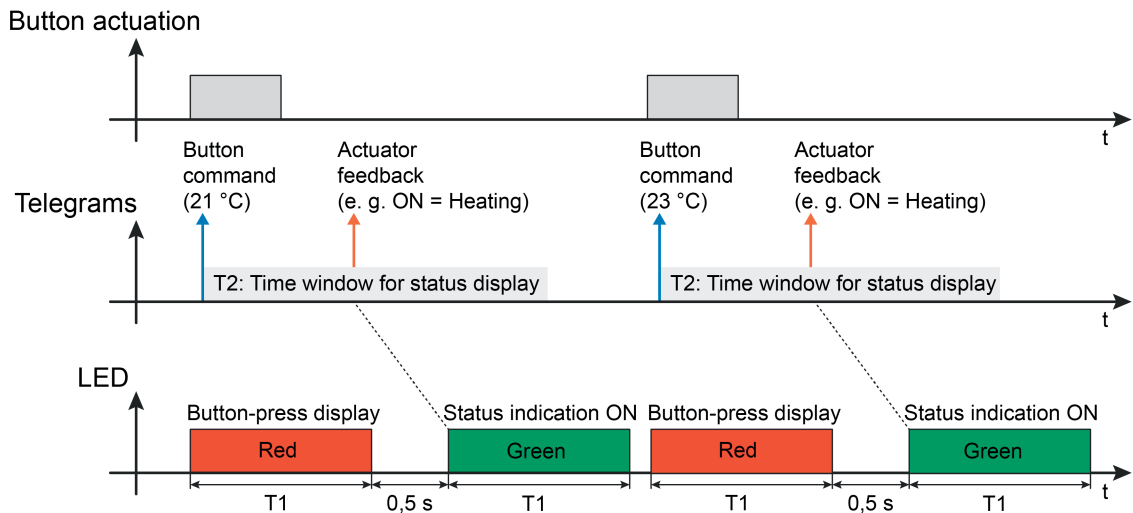 Button actuation
t
Button
command
(21 °C)
Actuator
feedback
(e. g. ON = Heating)
Button
command
(23 °C)
Actuator
feedback
(e. g. ON = Heating)
Telegrams
T2: Time window for status display
T2: Time window for status display
t
LED
Button-press display
Status indication ON
Button-press display
Status indication ON
Red
Green
Red
Green
t
T1
0,5 s
T1
T1
0,5 s
T1